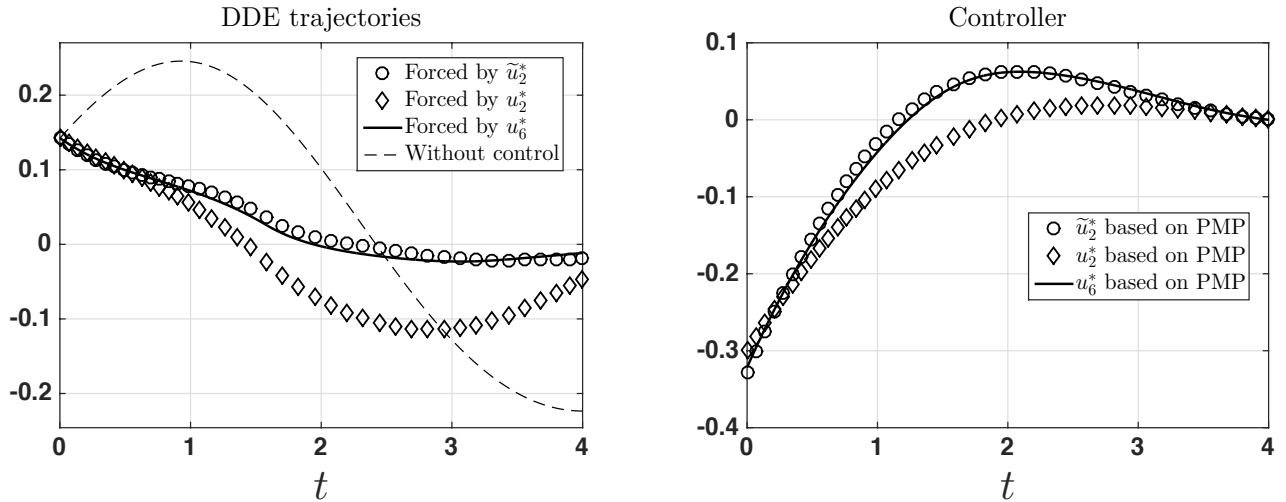 DDE trajectories
0.2
0.1
0
-0.1
-0.2
0
1
2
3
4
t
Forced by ũ₂*
Forced by u₂*
Forced by u₆*
Without control
Controller
0.1
0
-0.1
-0.2
-0.3
-0.4
0
1
2
3
4
t
ũ₂* based on PMP
u₂* based on PMP
u₆* based on PMP